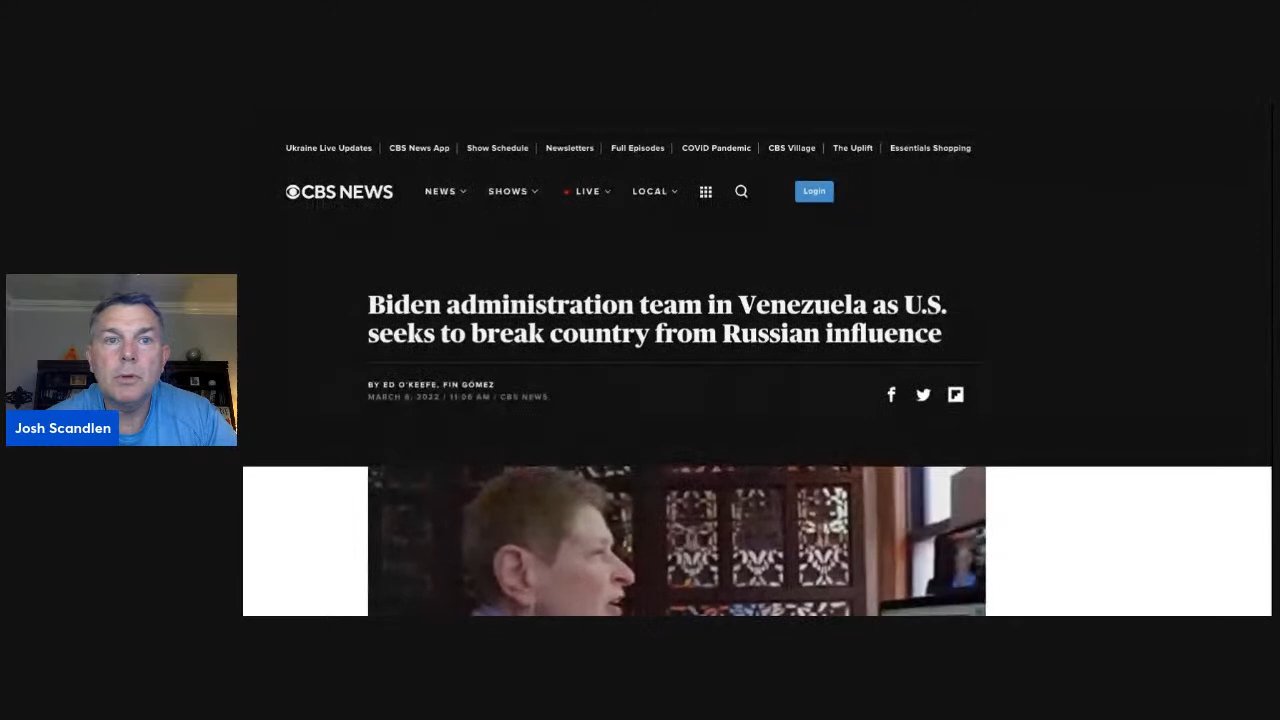 Ukraine Live Updates CBS News App Show Schedule Newsletters Full Episodes COVID Pandemic CBS Village The Uplift Essentials Shopping
CBS NEWS NEWS SHOWS LIVE LOCAL Login
Biden administration team in Venezuela as U.S.
seeks to break country from Russian influence
BY ED O'KEEFE, FIN GÓMEZ
MARCH 6, 2022 / 11:06 AM / CBS NEWS
Josh Scandlen